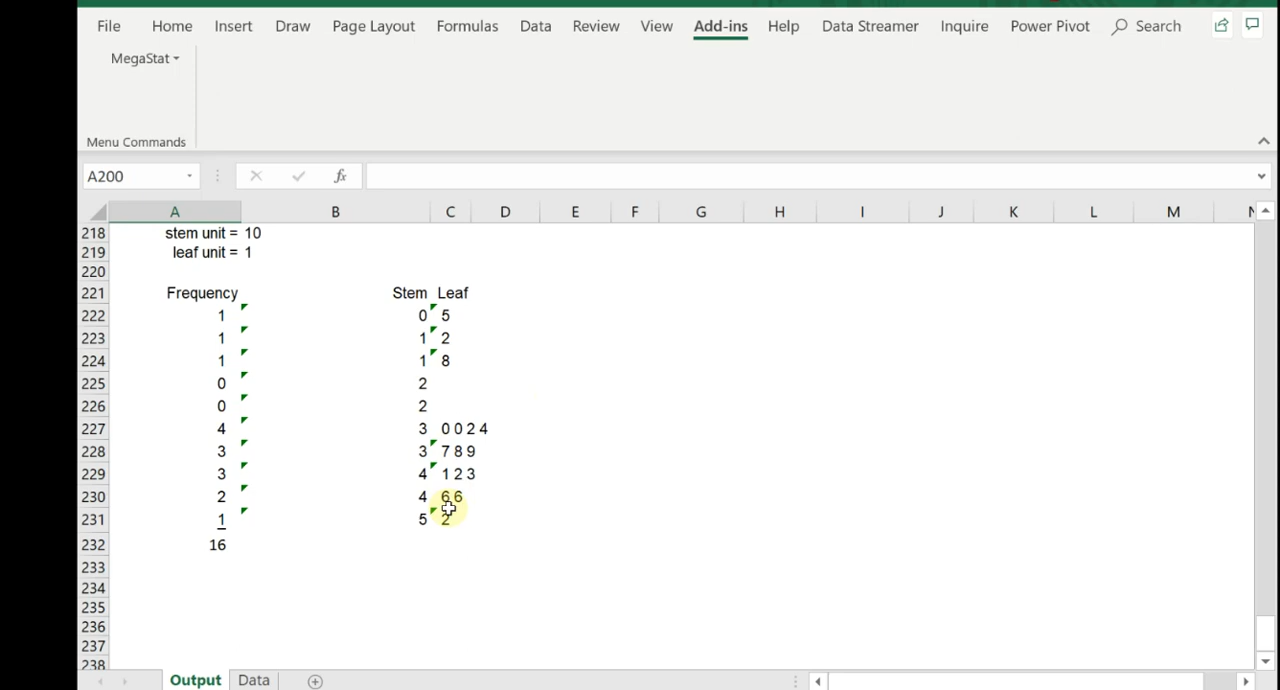 File Home Insert Draw Page Layout Formulas Data Review View Add-ins Help Data Streamer Inquire Power Pivot Search
MegaStat
Menu Commands
A200 fx
A B C D E F G H I J K L M
218 stem unit = 10
219 leaf unit = 1
220
221 Frequency Stem Leaf
222 1 0 5
223 1 1 2
224 1 1 8
225 0 2
226 0 2
227 4 3 0 0 2 4
228 3 3 7 8 9
229 3 4 1 2 3
230 2 4 6 6
231 1 5 2
232 16
233
234
235
236
237
238
Output Data